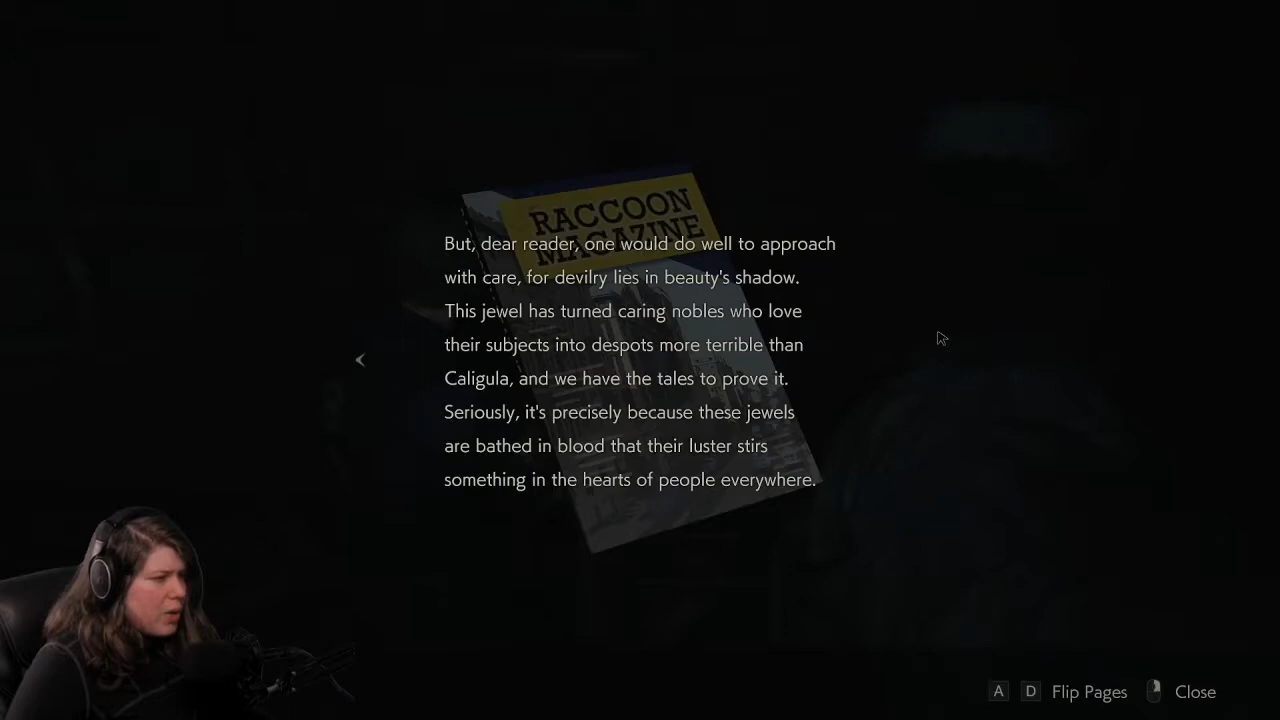 RACCOON
MAGAZINE
But, dear reader, one would do well to approach
with care, for devilry lies in beauty's shadow.
This jewel has turned caring nobles who love
their subjects into despots more terrible than
Caligula, and we have the tales to prove it.
Seriously, it's precisely because these jewels
are bathed in blood that their luster stirs
something in the hearts of people everywhere.
A D Flip Pages Close